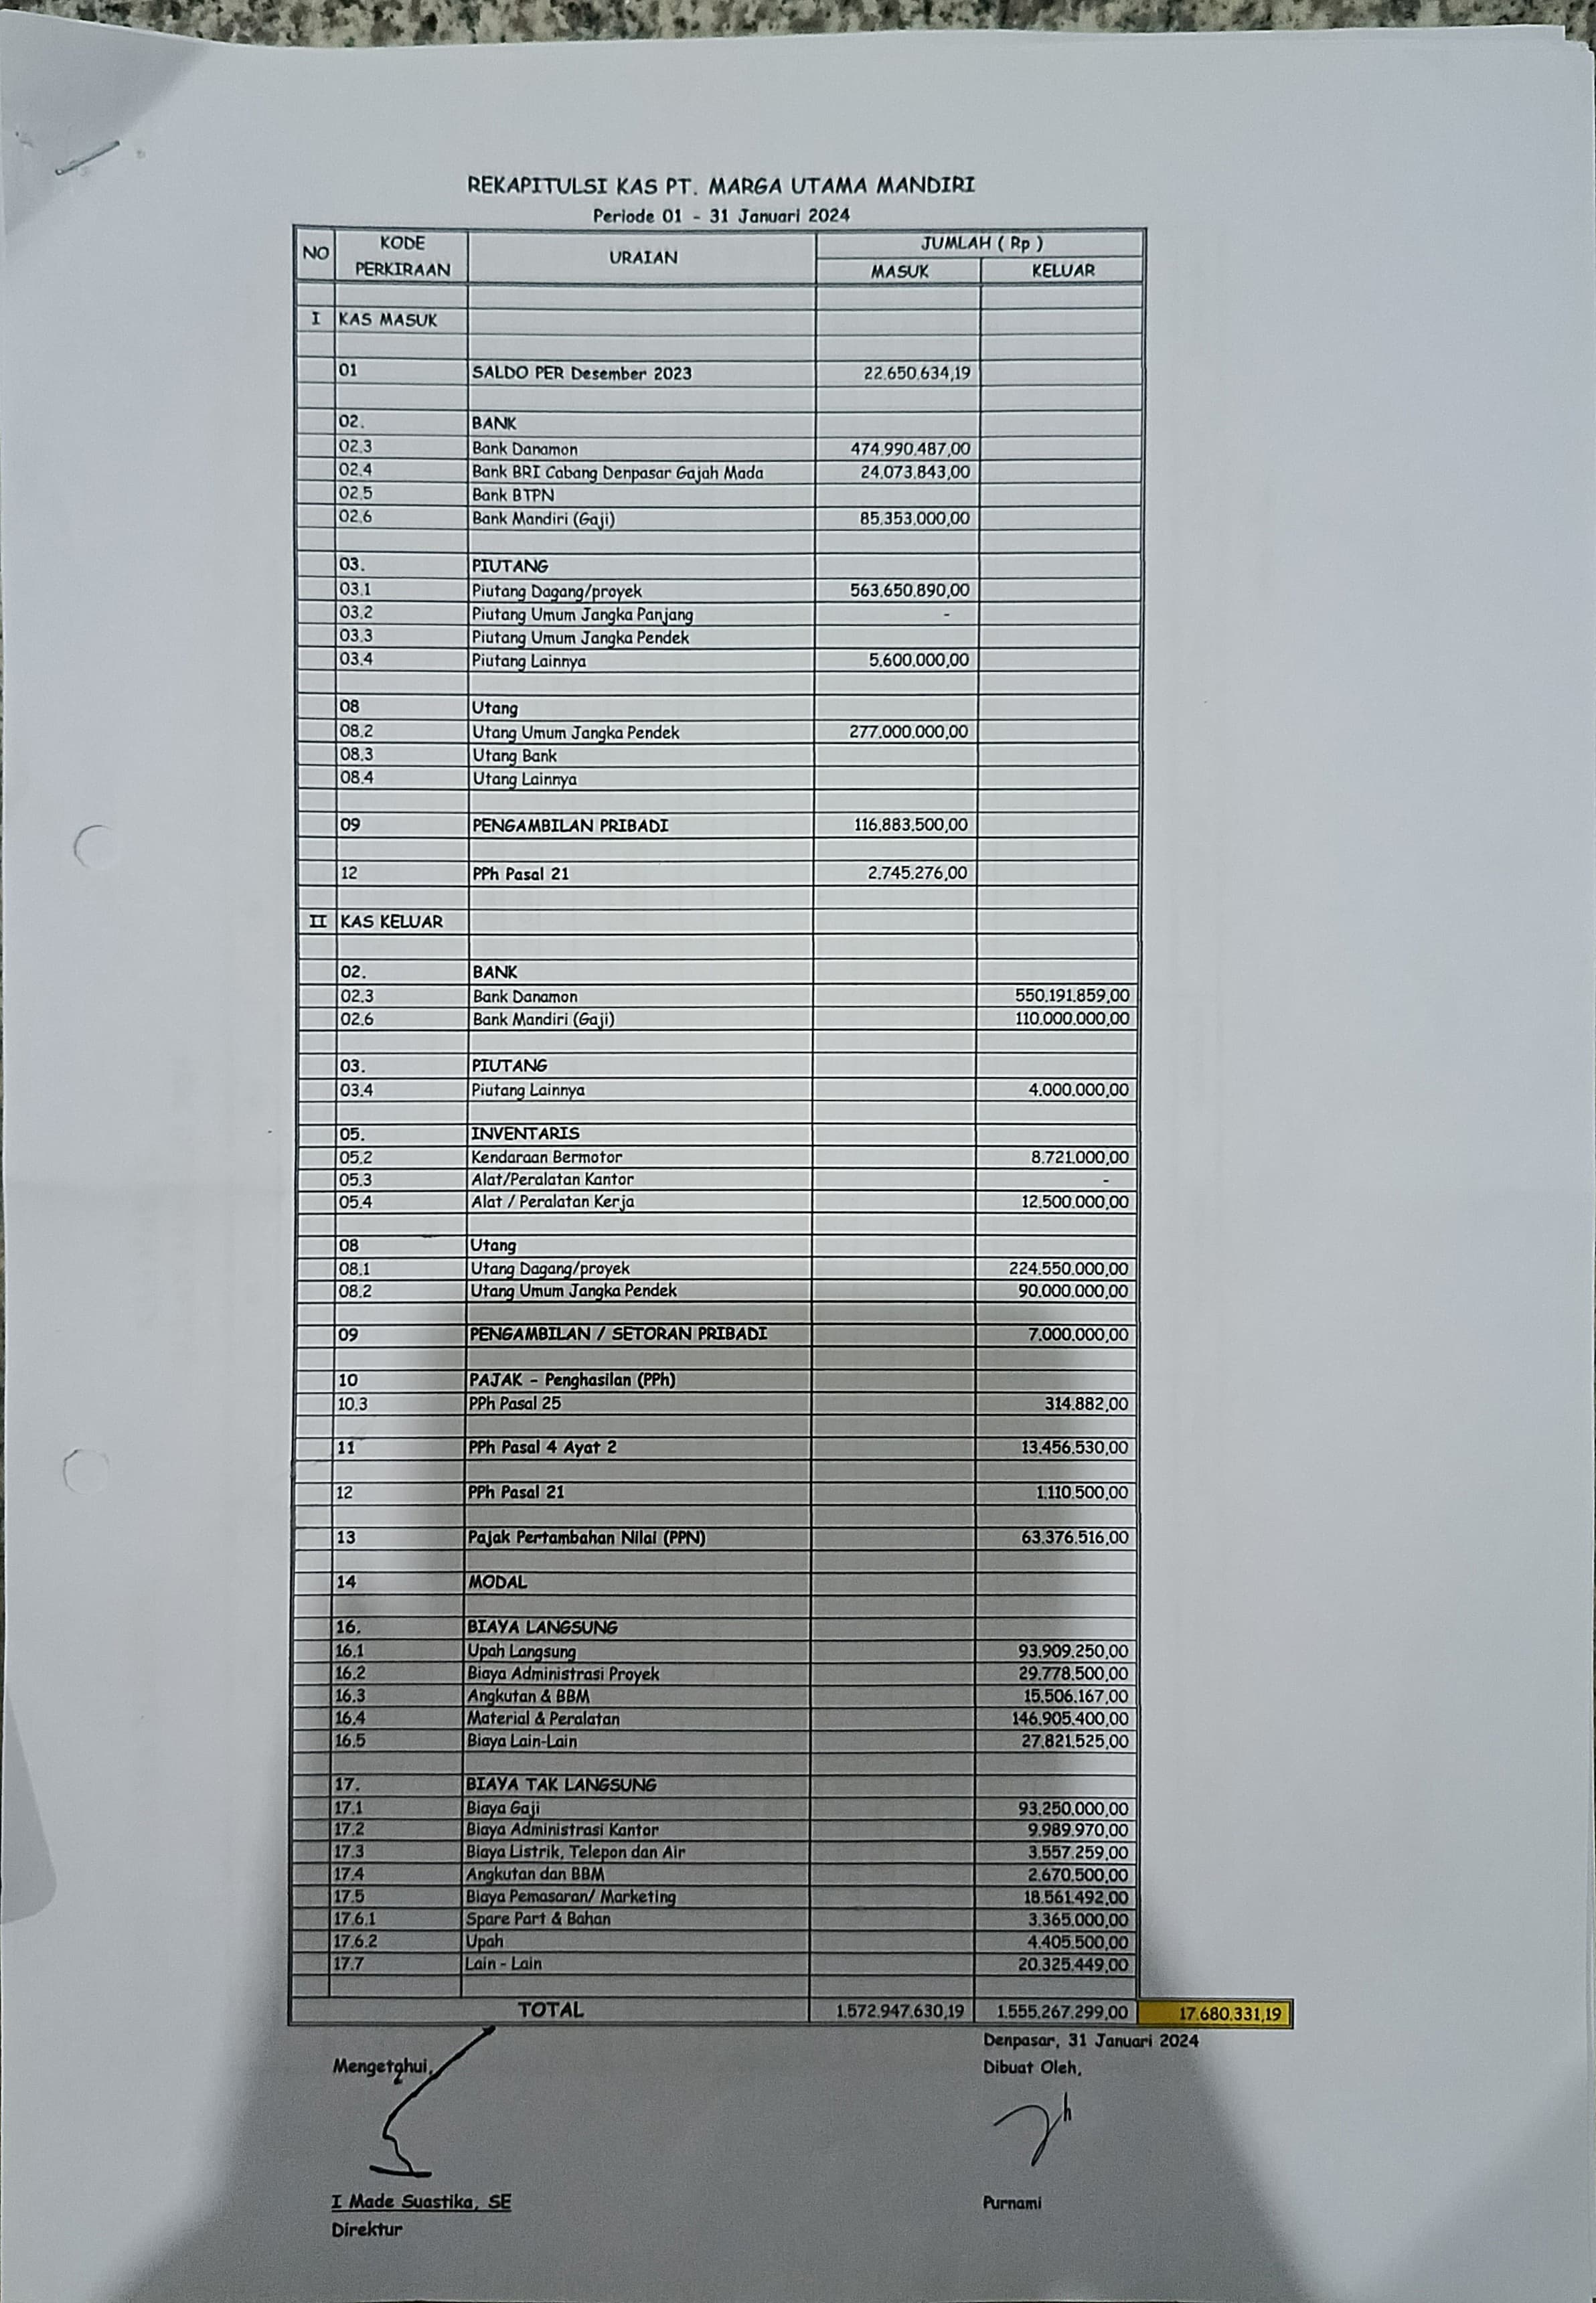 REKAPITULSI KAS PT. MARGA UTAMA MANDIRI
Periode 01 - 31 Januari 2024
NO KODE PERKIRAAN URAIAN JUMLAH ( Rp )
MASUK KELUAR
I KAS MASUK
01 SALDO PER Desember 2023 22.650.634,19
02. BANK
02.3 Bank Danamon 474.990.487,00
02.4 Bank BRI Cabang Denpasar Gajah Mada 24.073.843,00
02.5 Bank BTPN
02.6 Bank Mandiri (Gaji) 85.353.000,00
03. PIUTANG
03.1 Piutang Dagang/proyek 563.650.890,00
03.2 Piutang Umum Jangka Panjang -
03.3 Piutang Umum Jangka Pendek
03.4 Piutang Lainnya 5.600.000,00
08 Utang
08.2 Utang Umum Jangka Pendek 277.000.000,00
08.3 Utang Bank
08.4 Utang Lainnya
09 PENGAMBILAN PRIBADI 116.883.500,00
12 PPh Pasal 21 2.745.276,00
II KAS KELUAR
02. BANK
02.3 Bank Danamon 550.191.859,00
02.6 Bank Mandiri (Gaji) 110.000.000,00
03. PIUTANG
03.4 Piutang Lainnya 4.000.000,00
05. INVENTARIS
05.2 Kendaraan Bermotor 8.721.000,00
05.3 Alat/Peralatan Kantor -
05.4 Alat / Peralatan Kerja 12.500.000,00
08 Utang
08.1 Utang Dagang/proyek 224.550.000,00
08.2 Utang Umum Jangka Pendek 90.000.000,00
09 PENGAMBILAN / SETORAN PRIBADI 7.000.000,00
10 PAJAK - Penghasilan (PPh)
10.3 PPh Pasal 25 314.882,00
11 PPh Pasal 4 Ayat 2 13.456.530,00
12 PPh Pasal 21 1.110.500,00
13 Pajak Pertambahan Nilai (PPN) 63.376.516,00
14 MODAL
16. BIAYA LANGSUNG
16.1 Upah Langsung 93.909.250,00
16.2 Biaya Administrasi Proyek 29.778.500,00
16.3 Angkutan & BBM 15.506.167,00
16.4 Material & Peralatan 146.905.400,00
16.5 Biaya Lain-Lain 27.821.525,00
17. BIAYA TAK LANGSUNG
17.1 Biaya Gaji 93.250.000,00
17.2 Biaya Administrasi Kantor 9.989.970,00
17.3 Biaya Listrik, Telepon dan Air 3.557.259,00
17.4 Angkutan dan BBM 2.670.500,00
17.5 Biaya Pemasaran/ Marketing 18.561.492,00
17.6.1 Spare Part & Bahan 3.365.000,00
17.6.2 Upah 4.405.500,00
17.7 Lain - Lain 20.325.449,00
TOTAL 1.572.947.630,19 1.555.267.299,00 17.680.331,19
Denpasar, 31 Januari 2024
Mengetahui, Dibuat Oleh,
I Made Suastika, SE Purnami
Direktur